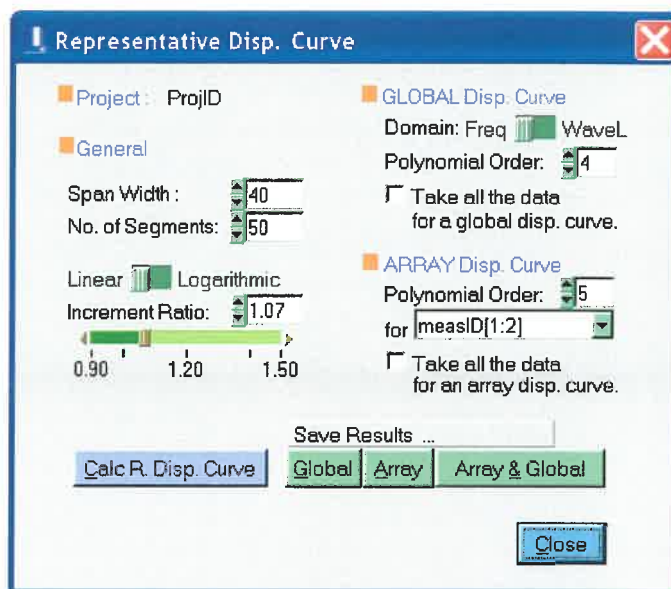 Representative Disp. Curve
Project : ProjID
General
Span Width : 40
No. of Segments: 50
Linear Logarithmic
Increment Ratio: 1.07
0.90 1.20 1.50
GLOBAL Disp. Curve
Domain: Freq WaveL
Polynomial Order: 4
Take all the data
for a global disp. curve.
ARRAY Disp. Curve
Polynomial Order: 5
for measID[1:2]
Take all the data
for an array disp. curve.
Save Results ...
Calc R. Disp. Curve Global Array Array & Global
Close